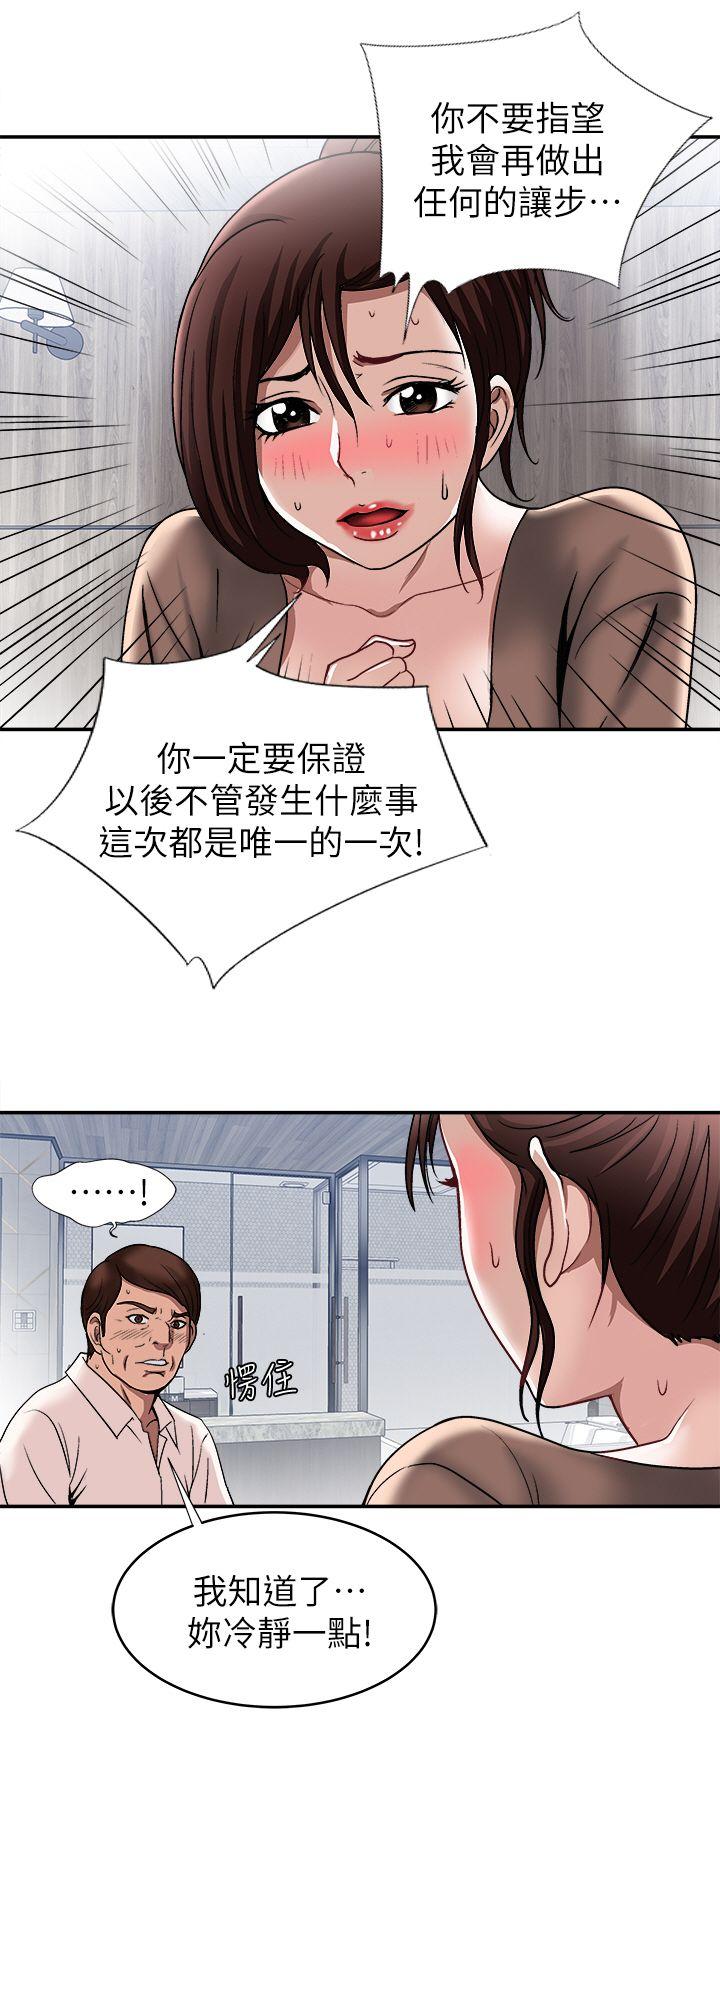 你不要指望
我會再做出
任何的讓步⋯
你一定要保證
以後不管發生什麼事
這次都是唯一的一次!
⋯⋯!
愣住
我知道了⋯
妳冷靜一點!